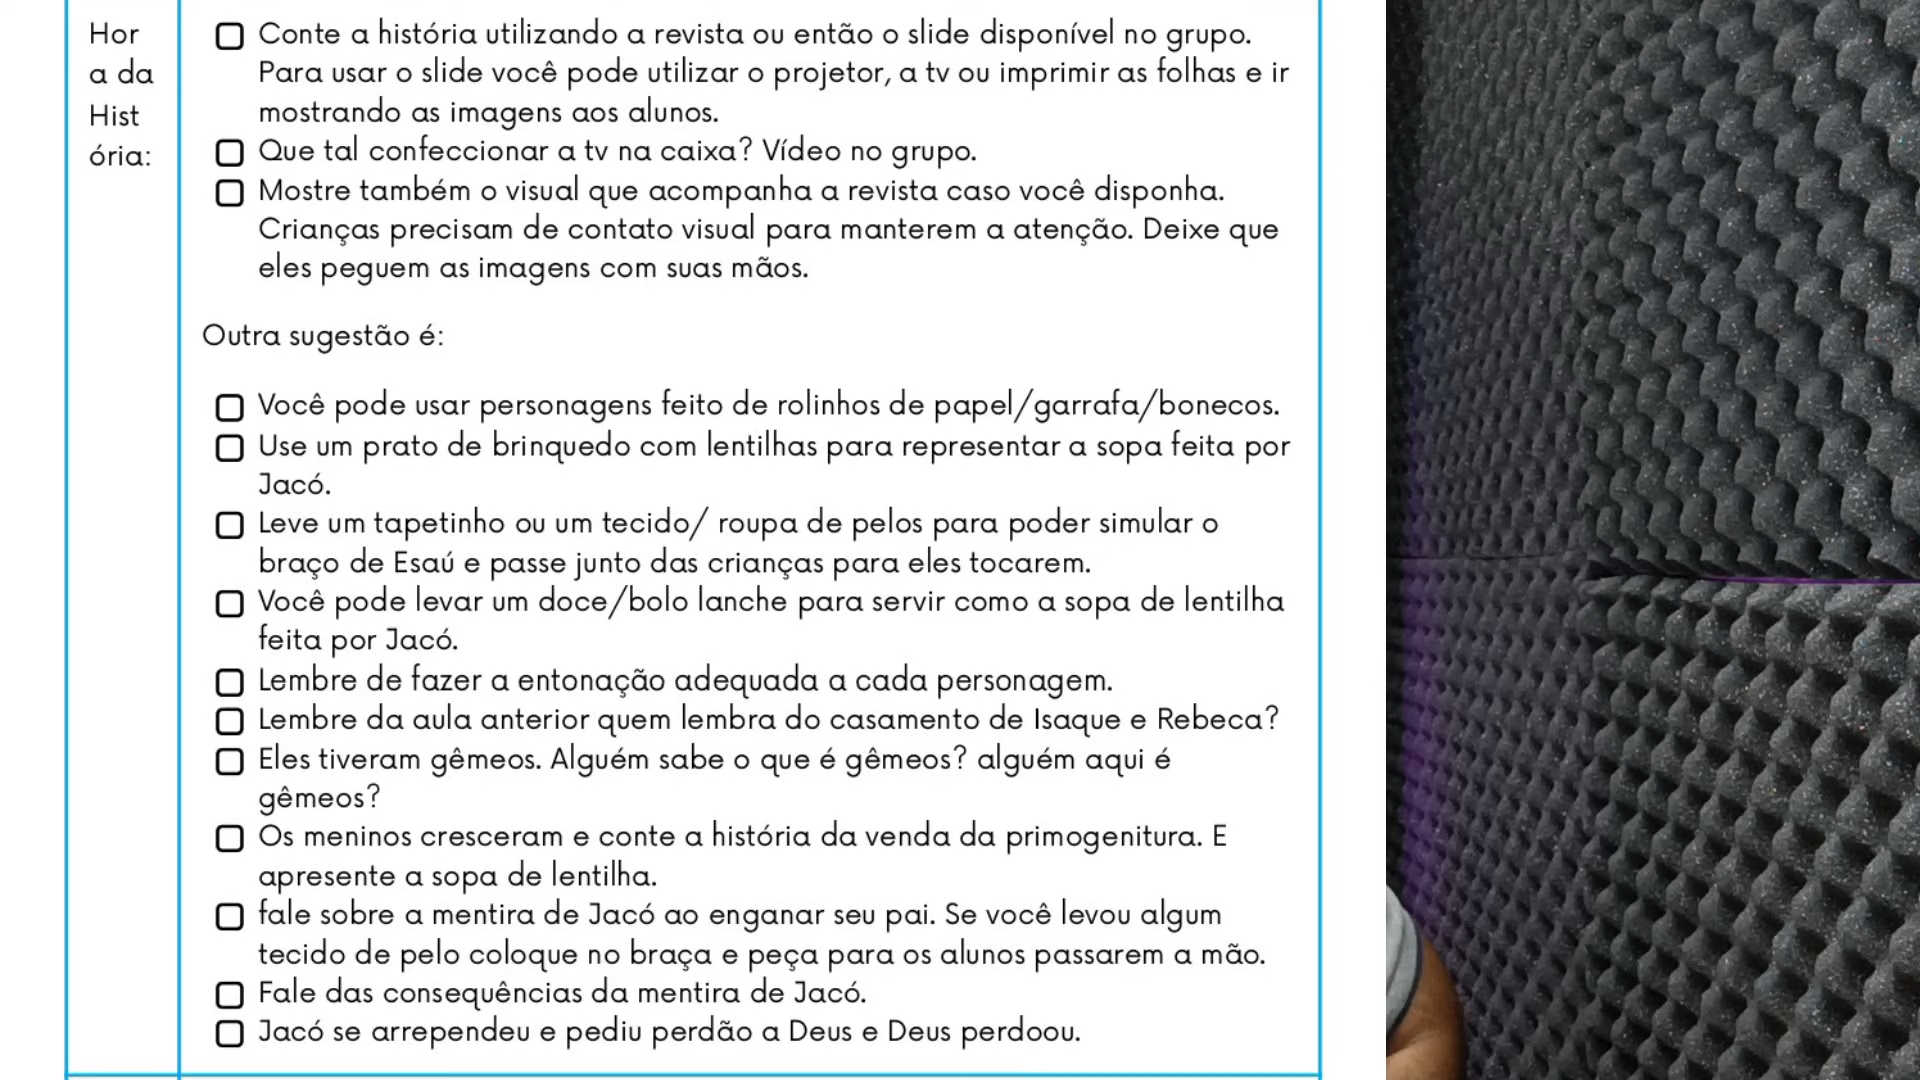 Hor
a da
Hist
ória:
Conte a história utilizando a revista ou então o slide disponível no grupo.
Para usar o slide você pode utilizar o projetor, a tv ou imprimir as folhas e ir
mostrando as imagens aos alunos.
Que tal confeccionar a tv na caixa? Vídeo no grupo.
Mostre também o visual que acompanha a revista caso você disponha.
Crianças precisam de contato visual para manterem a atenção. Deixe que
eles peguem as imagens com suas mãos.
Outra sugestão é:
Você pode usar personagens feito de rolinhos de papel/garrafa/bonecos.
Use um prato de brinquedo com lentilhas para representar a sopa feita por
Jacó.
Leve um tapetinho ou um tecido/ roupa de pelos para poder simular o
braço de Esaú e passe junto das crianças para eles tocarem.
Você pode levar um doce/bolo lanche para servir como a sopa de lentilha
feita por Jacó.
Lembre de fazer a entonação adequada a cada personagem.
Lembre da aula anterior quem lembra do casamento de Isaque e Rebeca?
Eles tiveram gêmeos. Alguém sabe o que é gêmeos? alguém aqui é
gêmeos?
Os meninos cresceram e conte a história da venda da primogenitura. E
apresente a sopa de lentilha.
fale sobre a mentira de Jacó ao enganar seu pai. Se você levou algum
tecido de pelo coloque no braça e peça para os alunos passarem a mão.
Fale das consequências da mentira de Jacó.
Jacó se arrependeu e pediu perdão a Deus e Deus perdoou.